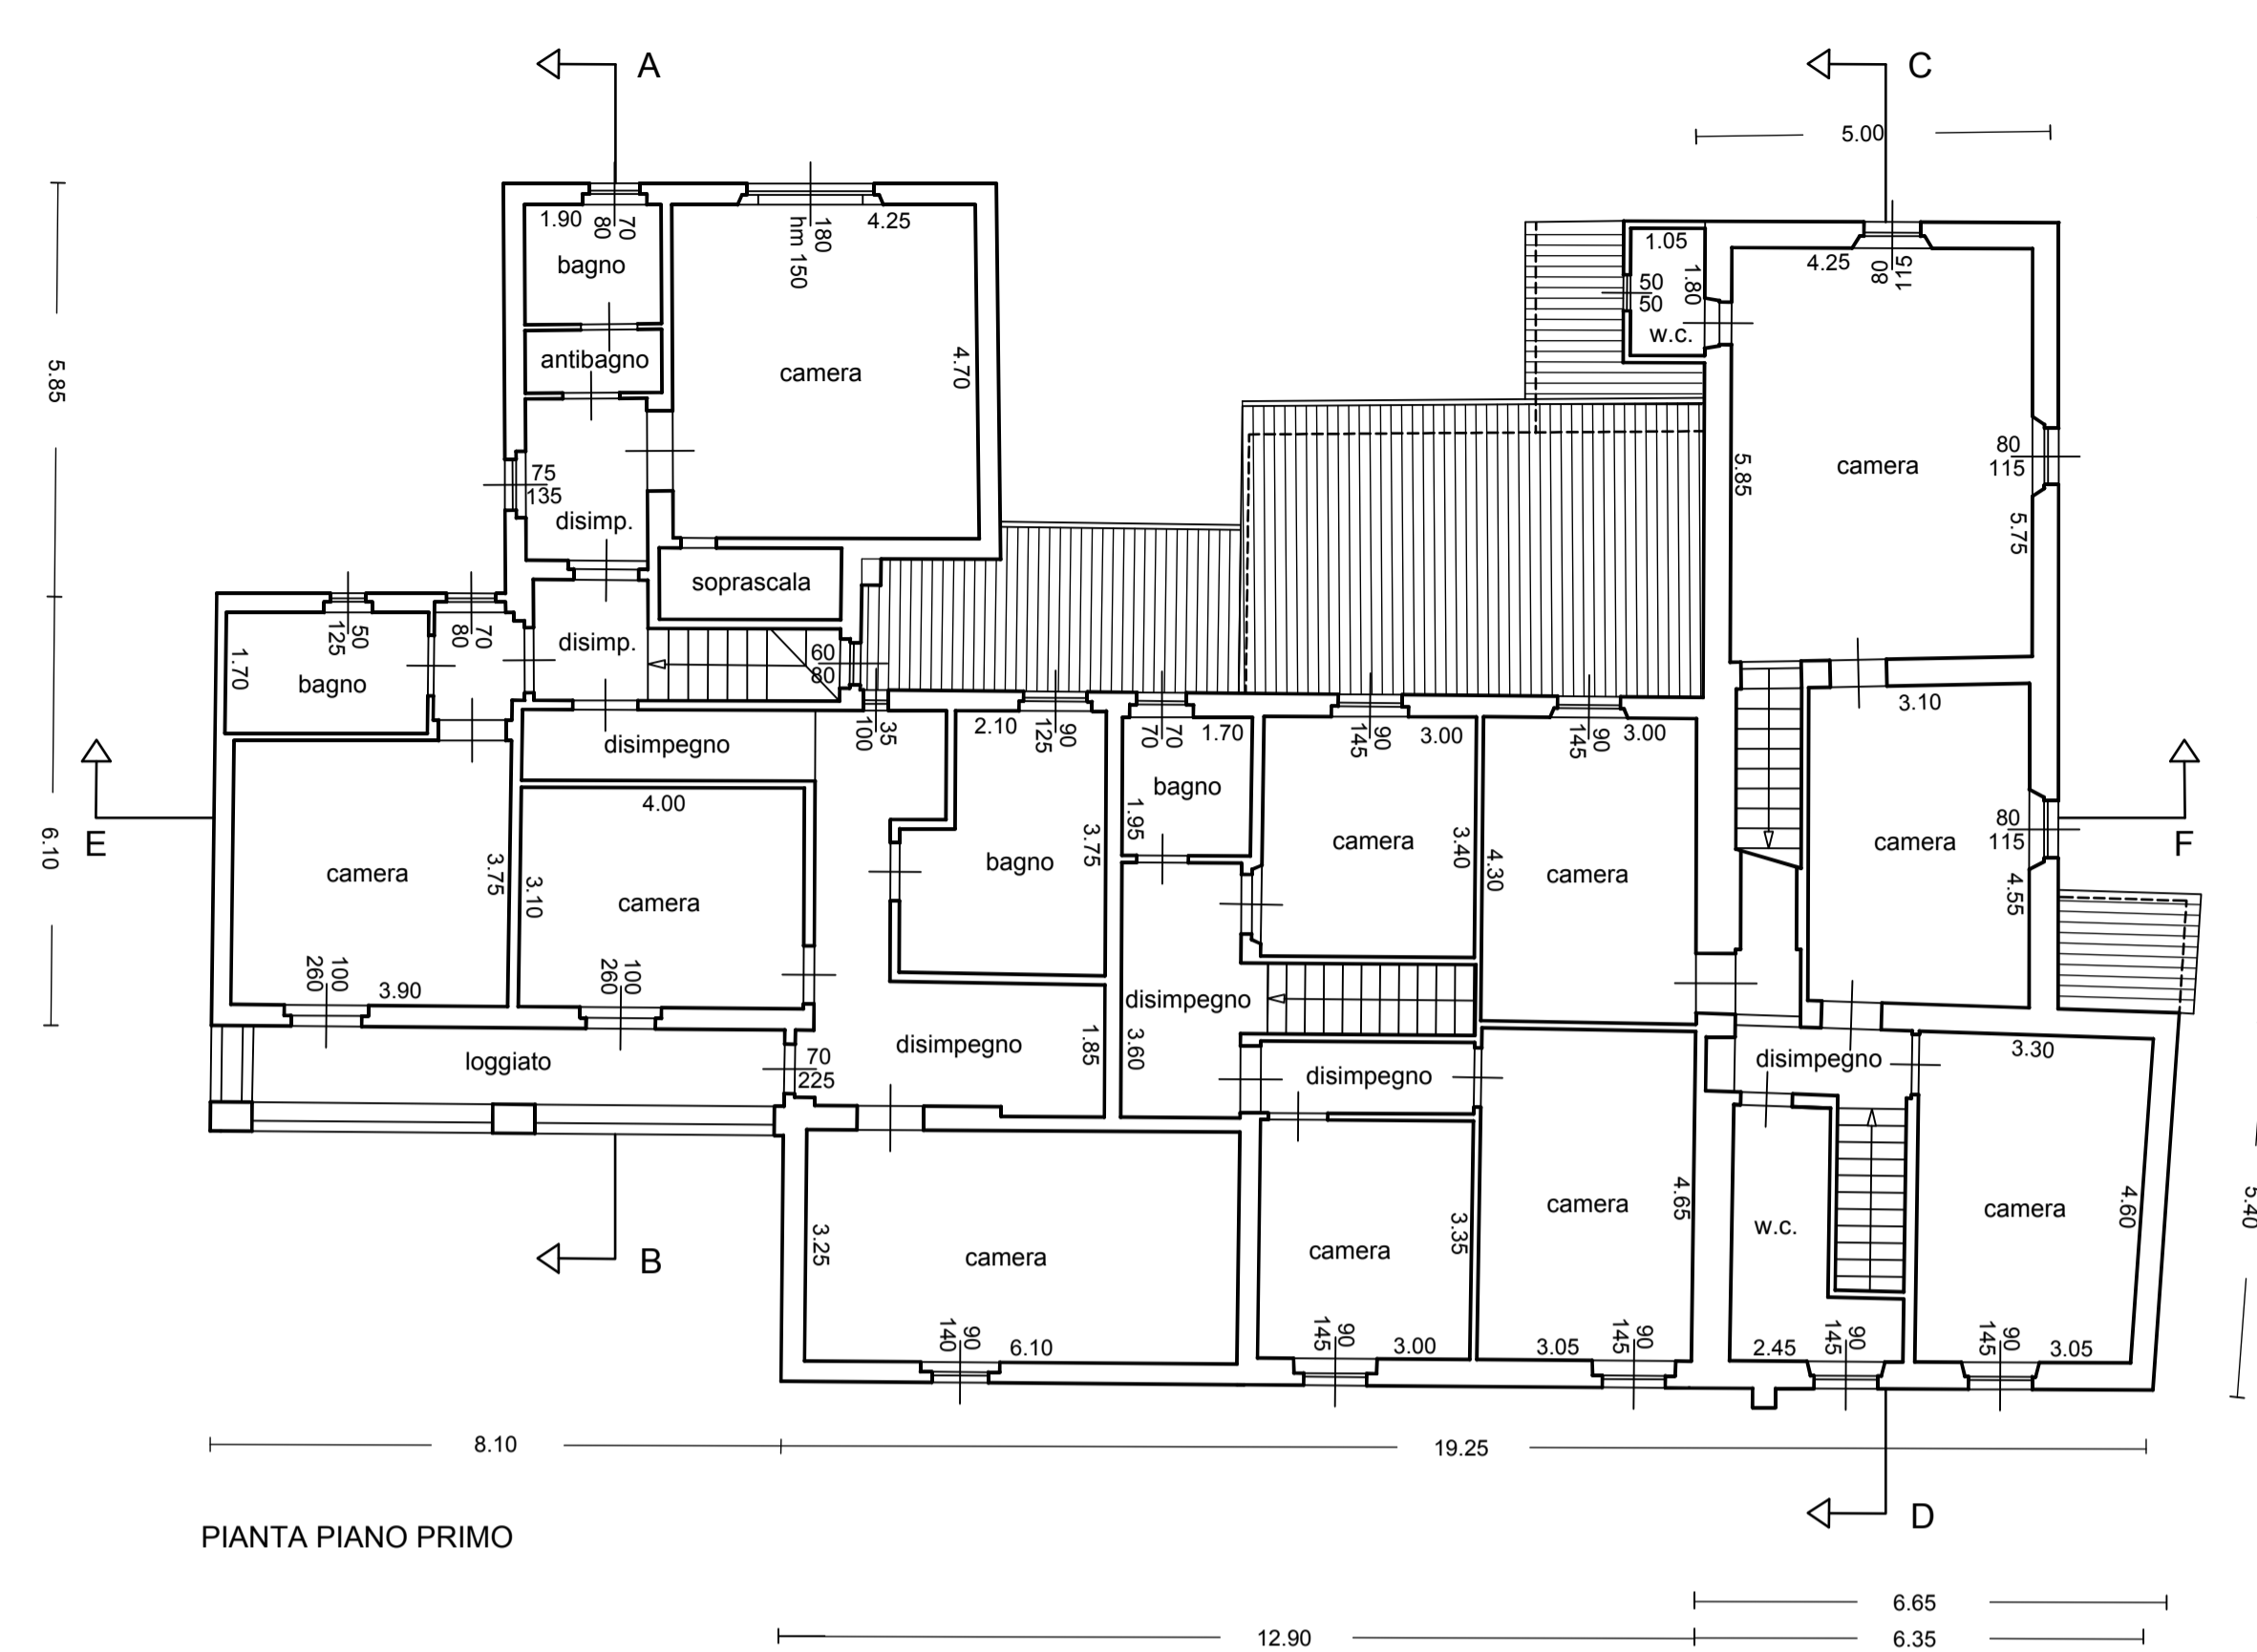 A
C
5.00
1.90
80
70
bagno
hm 150
180
4.25
1.05
50
50
1.80
w.c.
4.25
80
115
antibagno
camera
4.70
5.85
75
135
disimp.
5.85
camera
80
115
5.75
soprascala
disimp.
60
80
125
50
80
70
1.70
bagno
3.10
disimpegno
100
35
2.10
125
90
70
70
1.70
145
90
3.00
145
90
3.00
bagno
1.95
E
6.10
4.00
camera
3.75
3.10
camera
bagno
3.75
camera
3.40
4.30
camera
camera
80
115
4.55
F
260
100
3.90
260
100
disimpegno
3.60
loggiato
70
225
disimpegno
1.85
disimpegno
disimpegno
3.30
B
3.25
camera
140
90
6.10
camera
3.35
145
90
3.00
camera
4.65
3.05
145
90
w.c.
2.45
145
90
camera
4.60
145
90
3.05
5.40
8.10
19.25
D
PIANTA PIANO PRIMO
6.65
12.90
6.35